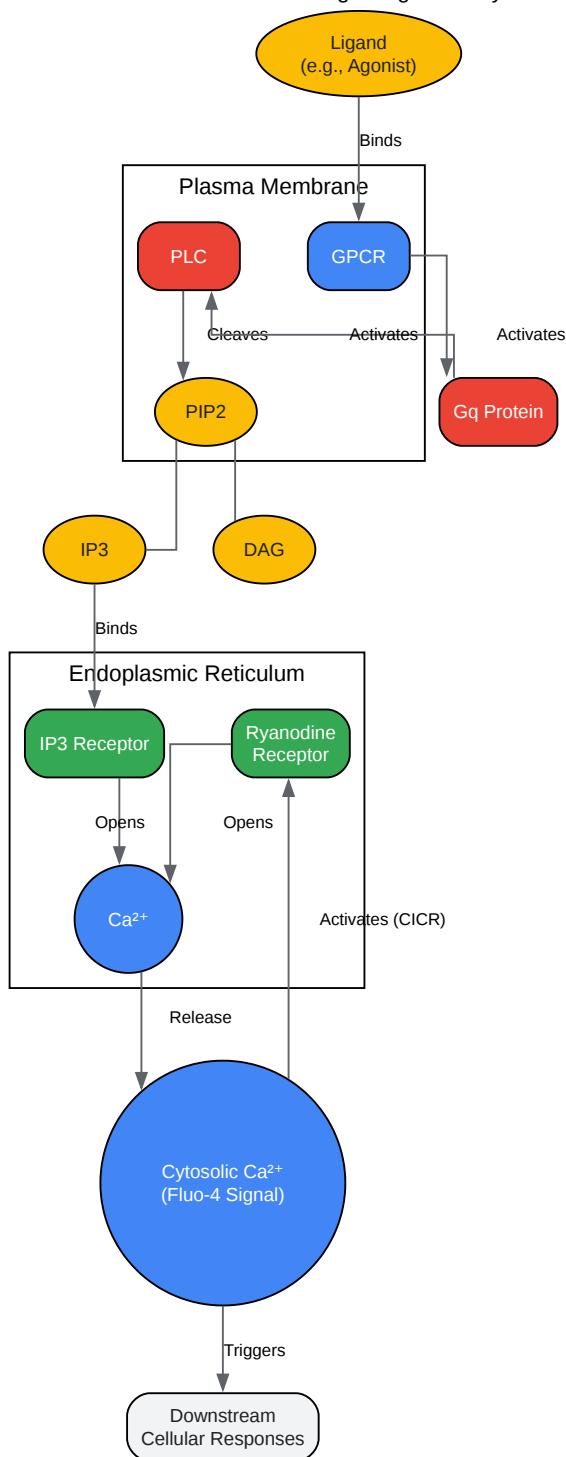 Ligand
(e.g., Agonist)
Binds
Plasma Membrane
PLC
GPCR
Cleaves
Activates
Activates
PIP2
Gq Protein
IP3
DAG
Binds
Endoplasmic Reticulum
IP3 Receptor
Ryanodine
Receptor
Opens
Opens
Ca²⁺
Activates (CICR)
Release
Cytosolic Ca²⁺
(Fluo-4 Signal)
Triggers
Downstream
Cellular Responses